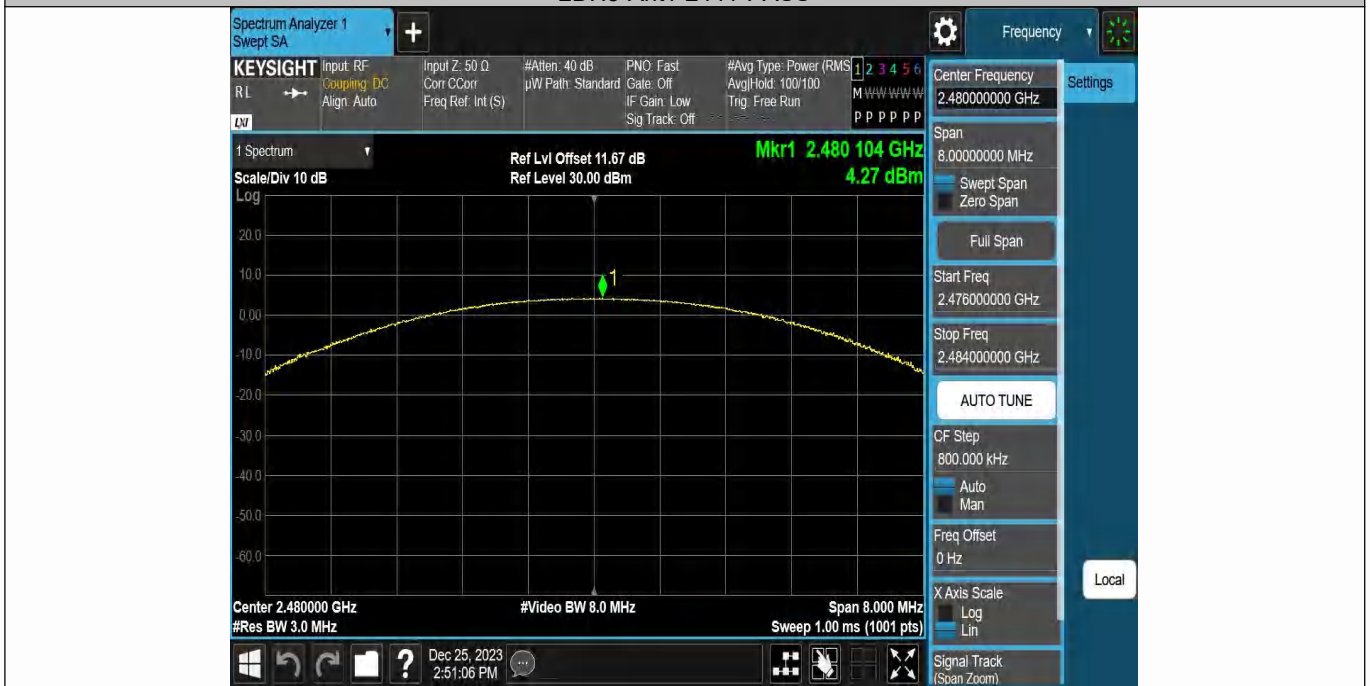 Spectrum Analyzer 1
Swept SA
+
Frequency
KEYSIGHT
RL
LXI
Input: RF
Coupling: DC
Align: Auto
Input Z: 50 Ω
Corr CCorr
Freq Ref: Int (S)
#Atten: 40 dB
µW Path: Standard
PNO: Fast
Gate: Off
IF Gain: Low
Sig Track: Off
#Avg Type: Power (RMS
Avg|Hold: 100/100
Trig: Free Run
1 2 3 4 5 6
M W W W W W
P P P P P P
Center Frequency
2.480000000 GHz
Settings
Span
8.00000000 MHz
Swept Span
Zero Span
Full Span
Start Freq
2.476000000 GHz
Stop Freq
2.484000000 GHz
AUTO TUNE
CF Step
800.000 kHz
Auto
Man
Freq Offset
0 Hz
X Axis Scale
Log
Lin
Signal Track
(Span Zoom)
Local
1 Spectrum
Scale/Div 10 dB
Log
Ref Lvl Offset 11.67 dB
Ref Level 30.00 dBm
Mkr1 2.480 104 GHz
4.27 dBm
20.0
10.0
0.00
-10.0
-20.0
-30.0
-40.0
-50.0
-60.0
1
Center 2.480000 GHz
#Res BW 3.0 MHz
#Video BW 8.0 MHz
Span 8.000 MHz
Sweep 1.00 ms (1001 pts)
?
Dec 25, 2023
2:51:06 PM